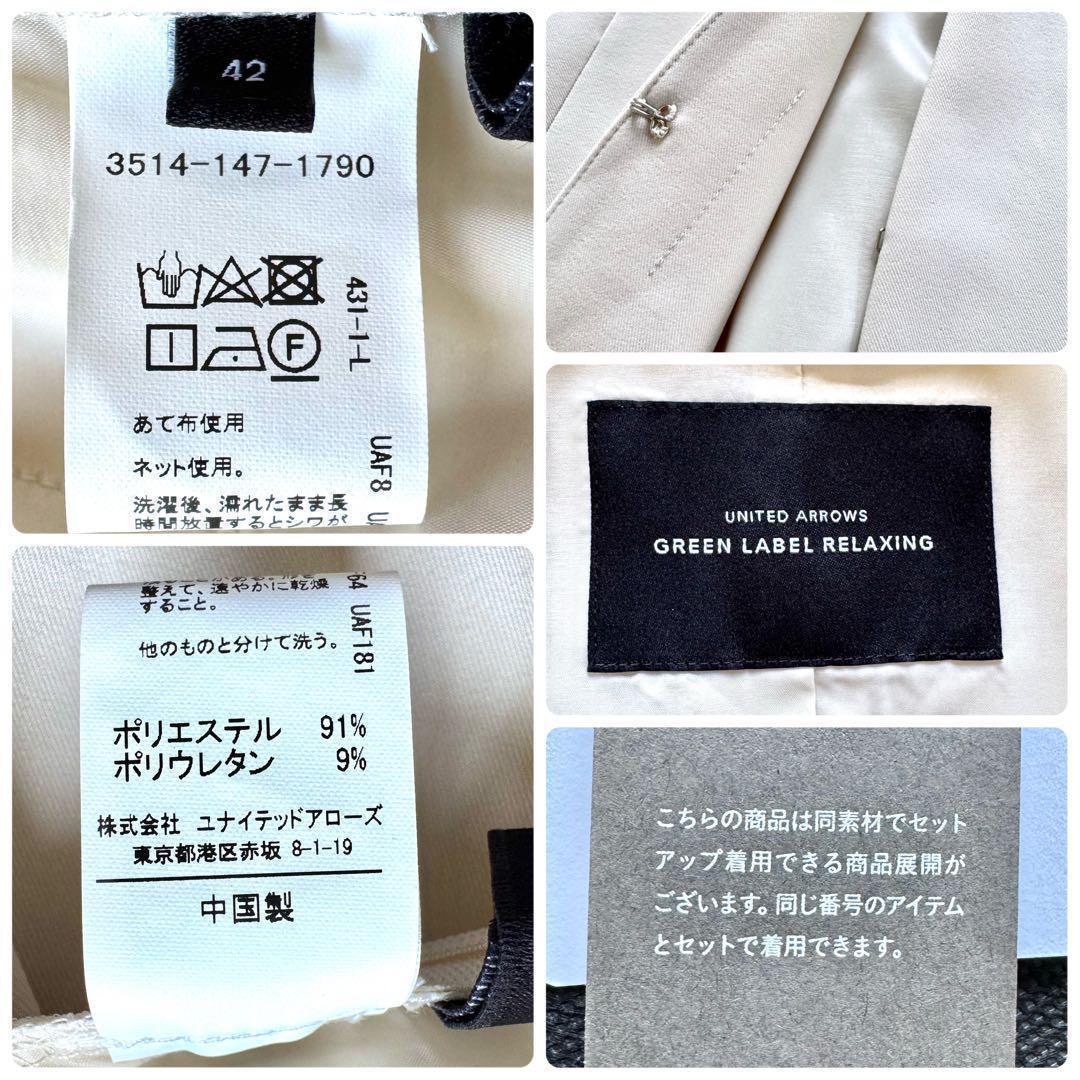 42
3514-147-1790
431-1-L
あて布使用
ネット使用。
洗濯後、濡れたまま長
時間放置するとシワが
UAF8
整えて、速やかに乾燥
すること。
他のものと分けて洗う。
UAF181
ポリエステル 91%
ポリウレタン 9%
株式会社 ユナイテッドアローズ
東京都港区赤坂 8-1-19
中国製
UNITED ARROWS
GREEN LABEL RELAXING
こちらの商品は同素材でセット
アップ着用できる商品展開が
ございます。同じ番号のアイテム
とセットで着用できます。